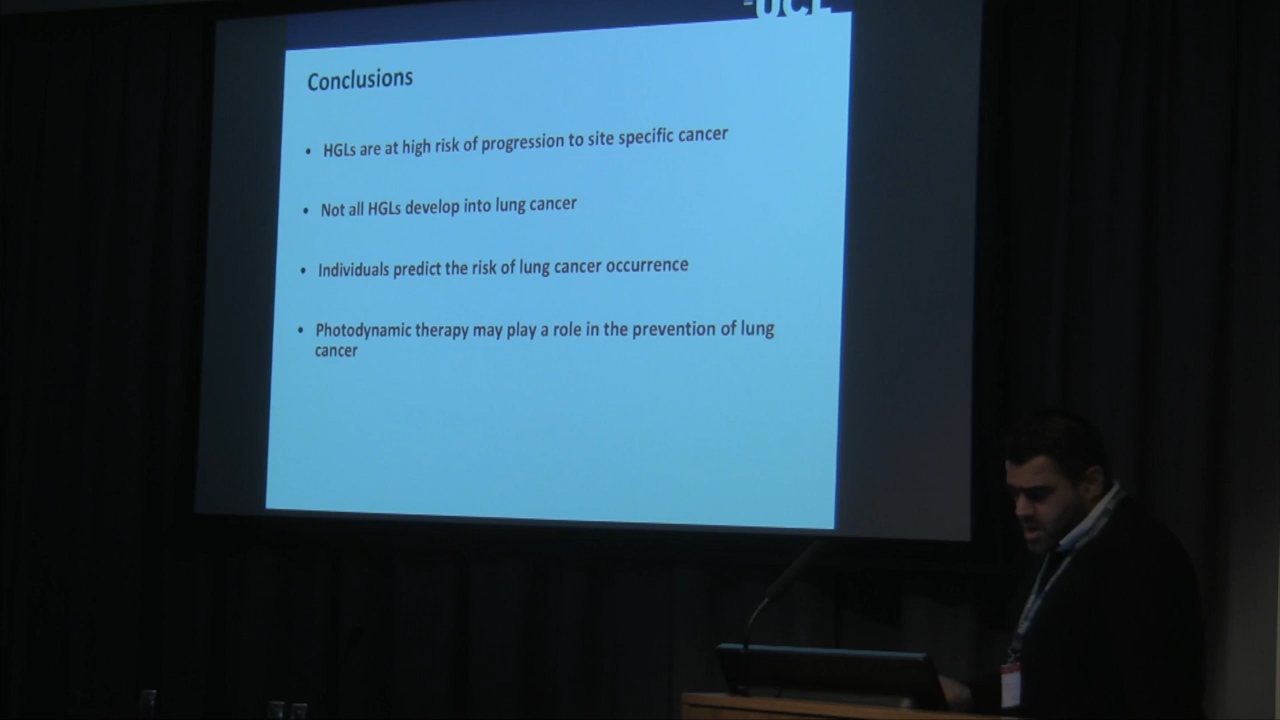 UCL
Conclusions
• HGLs are at high risk of progression to site specific cancer
• Not all HGLs develop into lung cancer
• Individuals predict the risk of lung cancer occurrence
• Photodynamic therapy may play a role in the prevention of lung
cancer